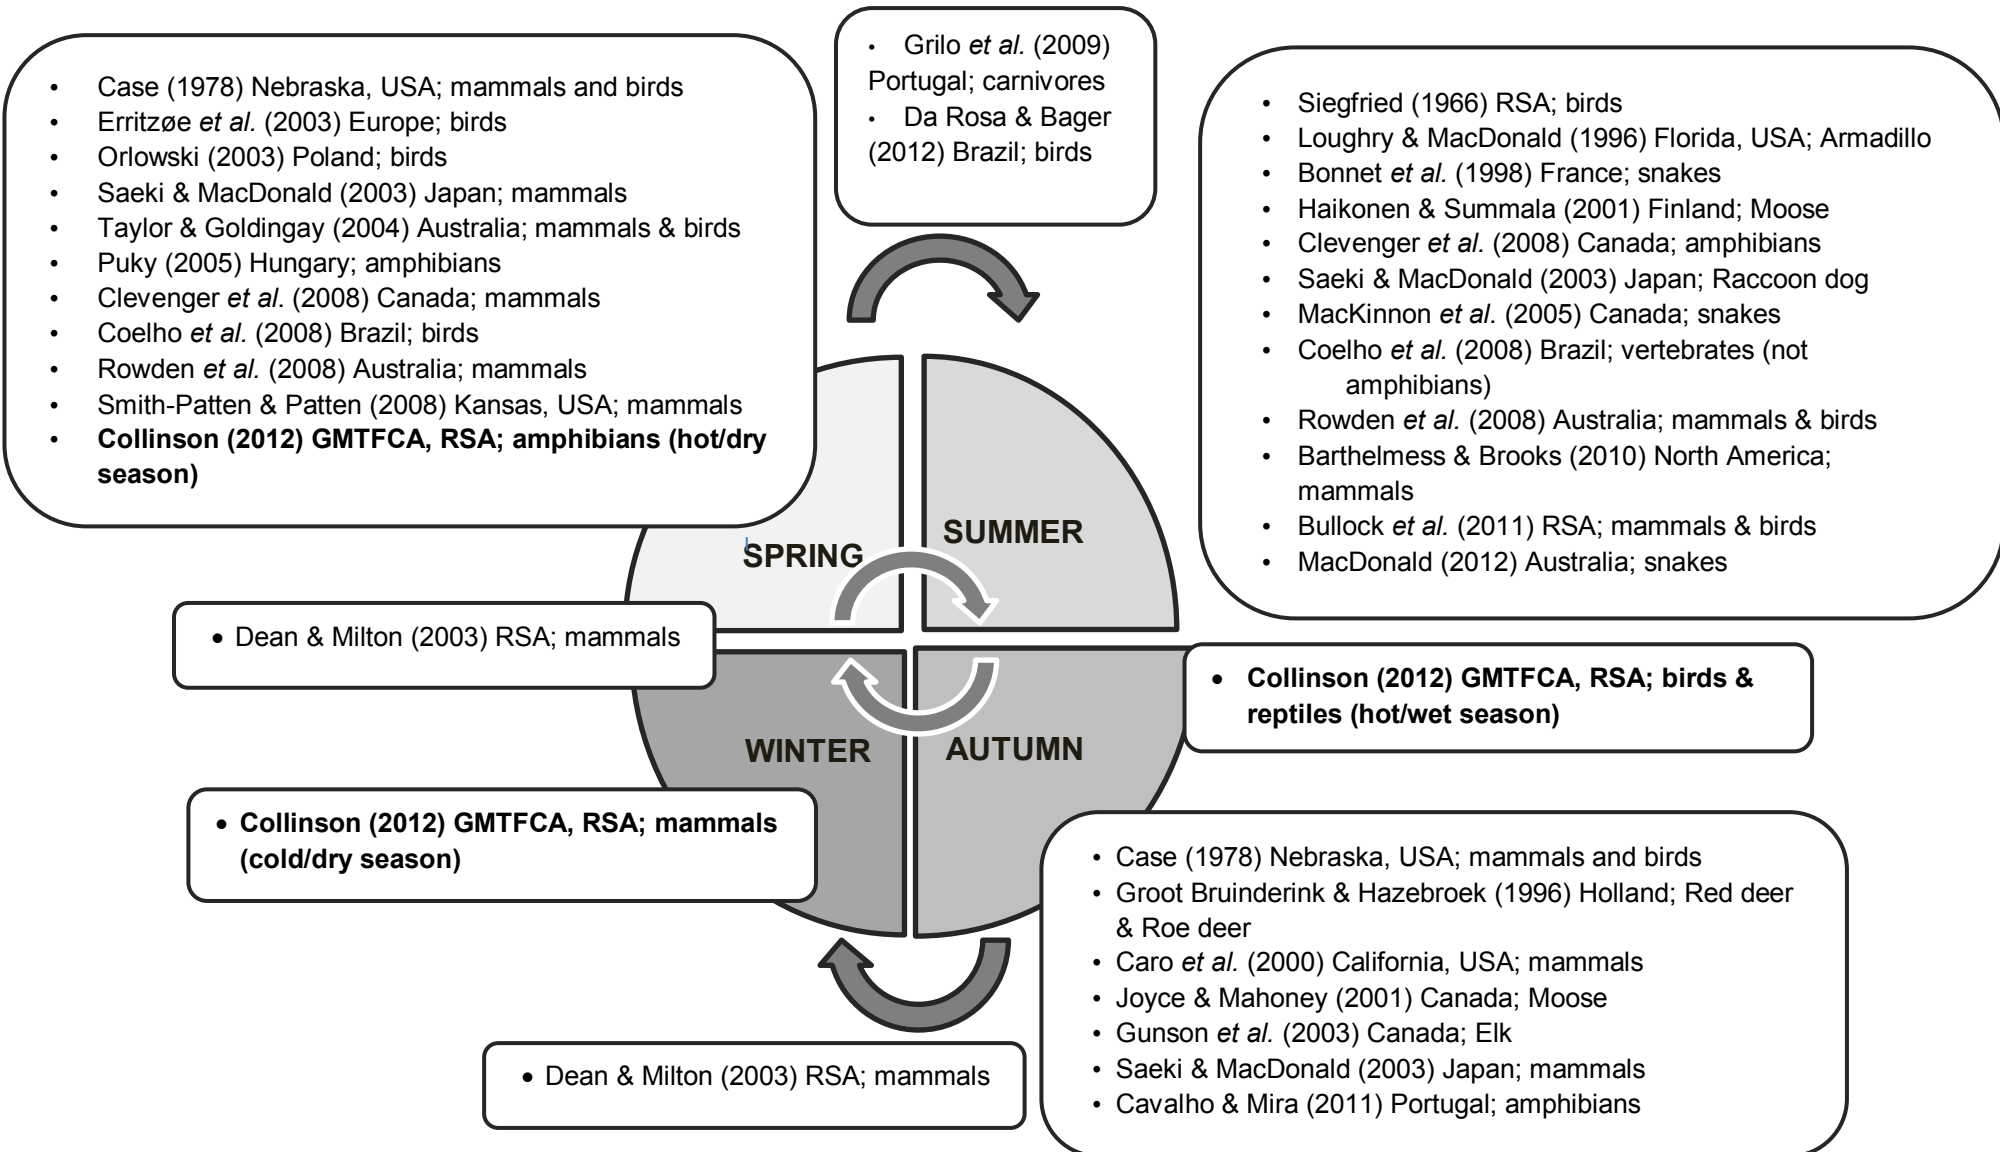 • Case (1978) Nebraska, USA; mammals and birds
• Erritzøe et al. (2003) Europe; birds
• Orlowski (2003) Poland; birds
• Saeki & MacDonald (2003) Japan; mammals
• Taylor & Goldingay (2004) Australia; mammals & birds
• Puky (2005) Hungary; amphibians
• Clevenger et al. (2008) Canada; mammals
• Coelho et al. (2008) Brazil; birds
• Rowden et al. (2008) Australia; mammals
• Smith-Patten & Patten (2008) Kansas, USA; mammals
• Collinson (2012) GMTFCA, RSA; amphibians (hot/dry
season)
• Grilo et al. (2009)
Portugal; carnivores
• Da Rosa & Bager
(2012) Brazil; birds
• Siegfried (1966) RSA; birds
• Loughry & MacDonald (1996) Florida, USA; Armadillo
• Bonnet et al. (1998) France; snakes
• Haikonen & Summala (2001) Finland; Moose
• Clevenger et al. (2008) Canada; amphibians
• Saeki & MacDonald (2003) Japan; Raccoon dog
• MacKinnon et al. (2005) Canada; snakes
• Coelho et al. (2008) Brazil; vertebrates (not
amphibians)
• Rowden et al. (2008) Australia; mammals & birds
• Barthelmess & Brooks (2010) North America;
mammals
• Bullock et al. (2011) RSA; mammals & birds
• MacDonald (2012) Australia; snakes
SPRING
SUMMER
• Dean & Milton (2003) RSA; mammals
• Collinson (2012) GMTFCA, RSA; birds &
reptiles (hot/wet season)
WINTER
AUTUMN
• Collinson (2012) GMTFCA, RSA; mammals
(cold/dry season)
• Case (1978) Nebraska, USA; mammals and birds
• Groot Bruinderink & Hazebroek (1996) Holland; Red deer
& Roe deer
• Caro et al. (2000) California, USA; mammals
• Joyce & Mahoney (2001) Canada; Moose
• Gunson et al. (2003) Canada; Elk
• Saeki & MacDonald (2003) Japan; mammals
• Cavalho & Mira (2011) Portugal; amphibians
• Dean & Milton (2003) RSA; mammals